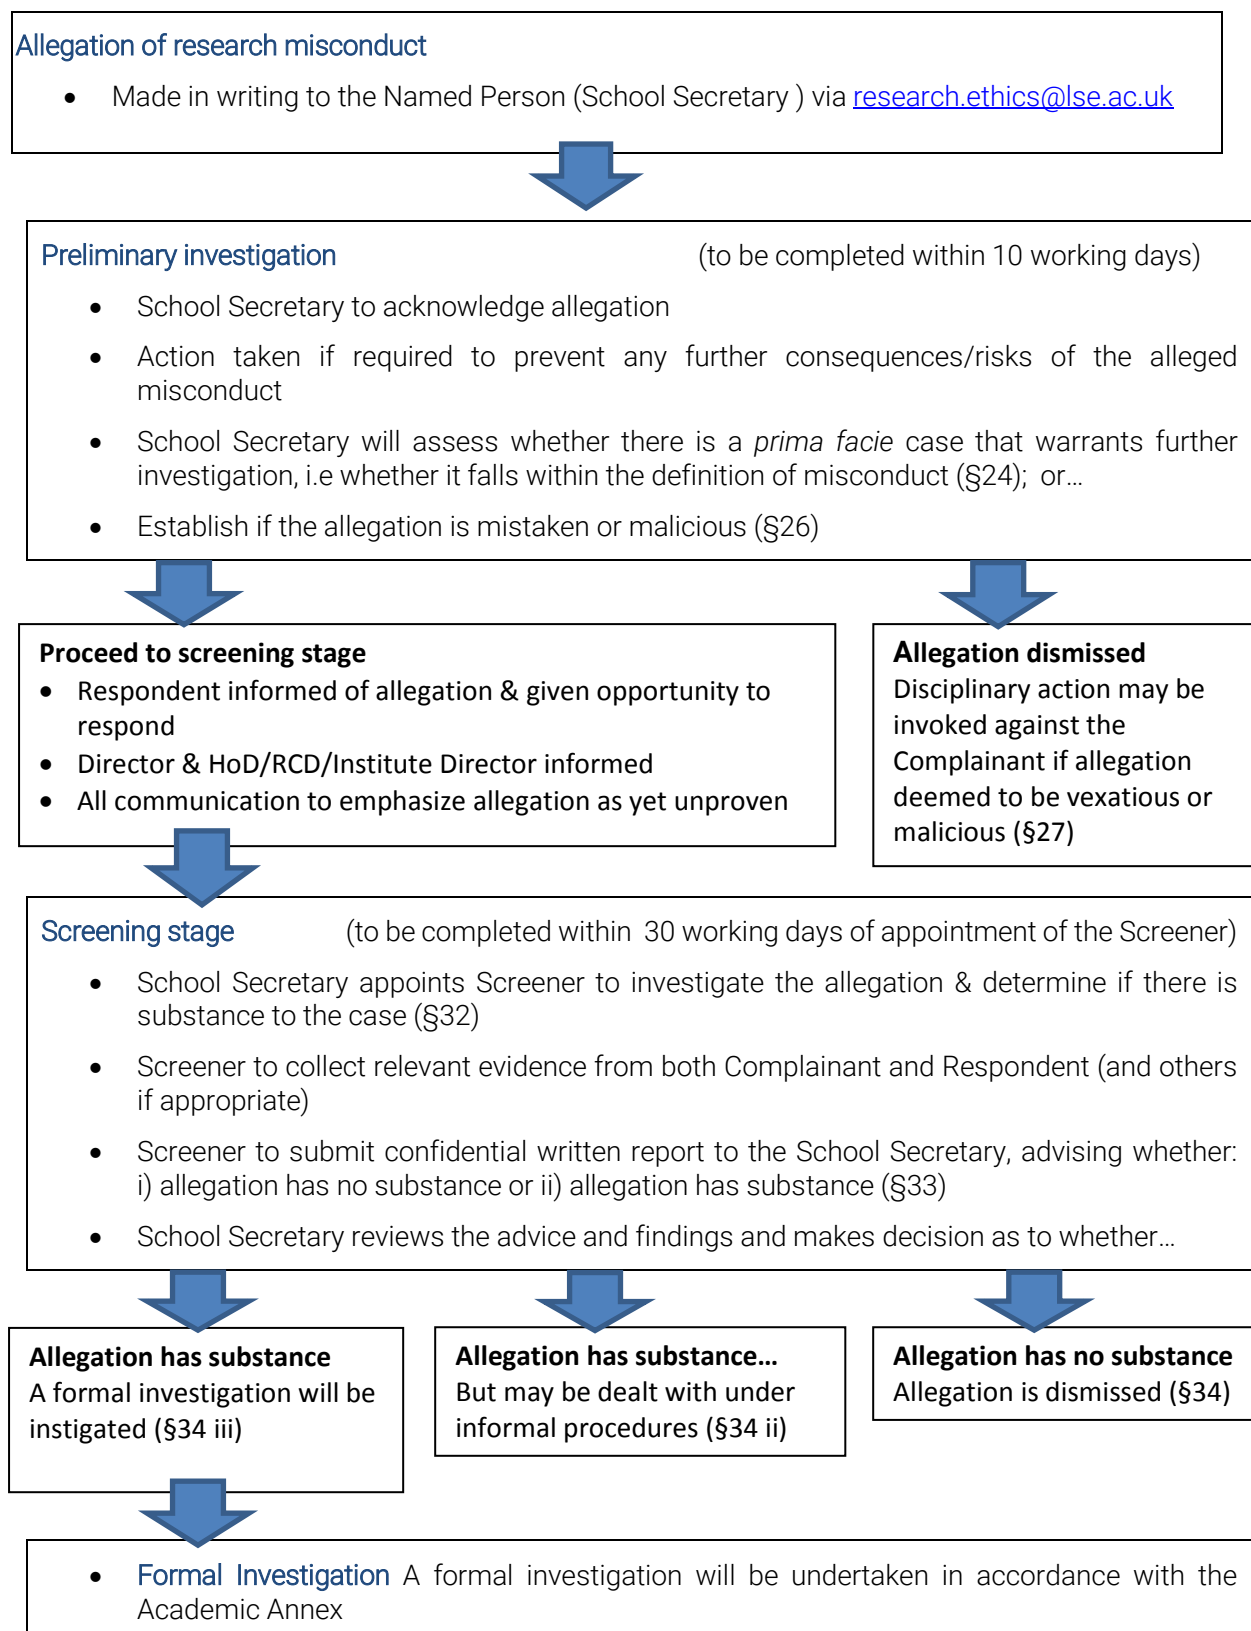 Allegation of research misconduct
• Made in writing to the Named Person (School Secretary ) via research.ethics@lse.ac.uk
Preliminary investigation (to be completed within 10 working days)
• School Secretary to acknowledge allegation
• Action taken if required to prevent any further consequences/risks of the alleged
misconduct
• School Secretary will assess whether there is a prima facie case that warrants further
investigation, i.e whether it falls within the definition of misconduct (§24); or…
• Establish if the allegation is mistaken or malicious (§26)
Proceed to screening stage
• Respondent informed of allegation & given opportunity to
respond
• Director & HoD/RCD/Institute Director informed
• All communication to emphasize allegation as yet unproven
Allegation dismissed
Disciplinary action may be
invoked against the
Complainant if allegation
deemed to be vexatious or
malicious (§27)
Screening stage (to be completed within 30 working days of appointment of the Screener)
• School Secretary appoints Screener to investigate the allegation & determine if there is
substance to the case (§32)
• Screener to collect relevant evidence from both Complainant and Respondent (and others
if appropriate)
• Screener to submit confidential written report to the School Secretary, advising whether:
i) allegation has no substance or ii) allegation has substance (§33)
• School Secretary reviews the advice and findings and makes decision as to whether…
Allegation has substance
A formal investigation will be
instigated (§34 iii)
Allegation has substance…
But may be dealt with under
informal procedures (§34 ii)
Allegation has no substance
Allegation is dismissed (§34)
• Formal Investigation A formal investigation will be undertaken in accordance with the
Academic Annex